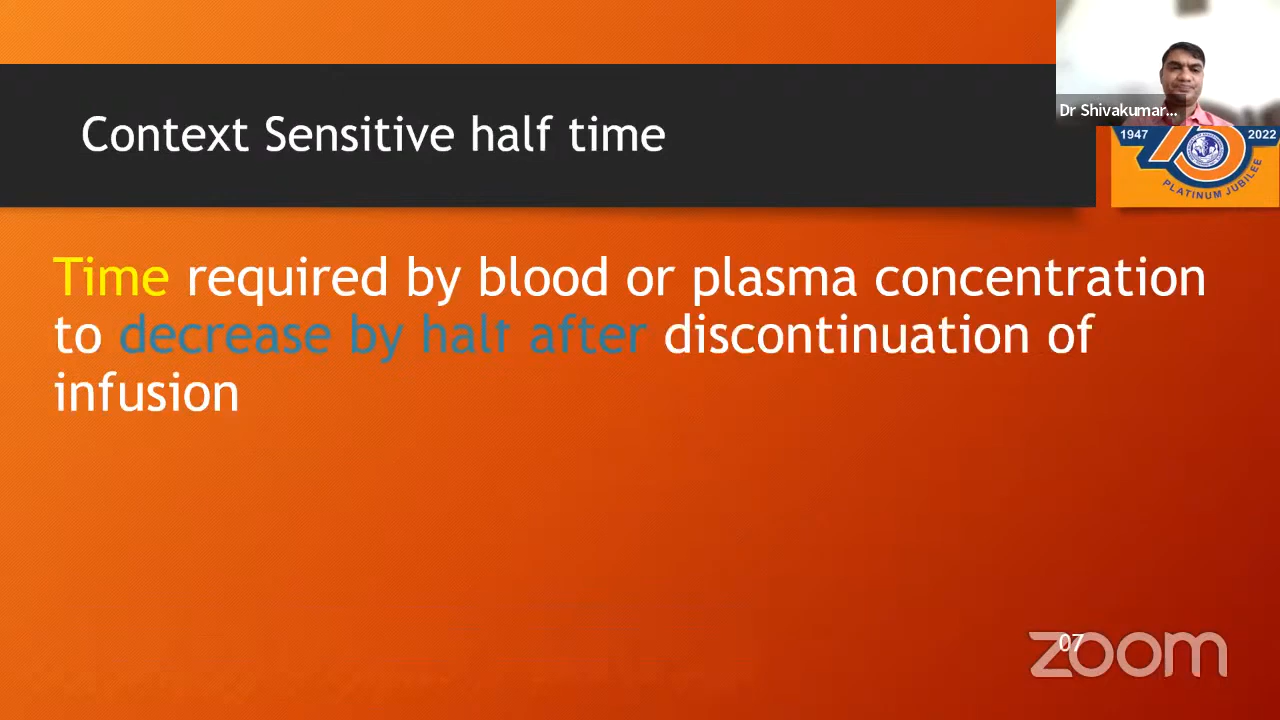 Dr Shivakumar...
Context Sensitive half time
1947
2022
75
PLATINUM JUBILEE
Time required by blood or plasma concentration
to decrease by half after discontinuation of
infusion
07
zoom